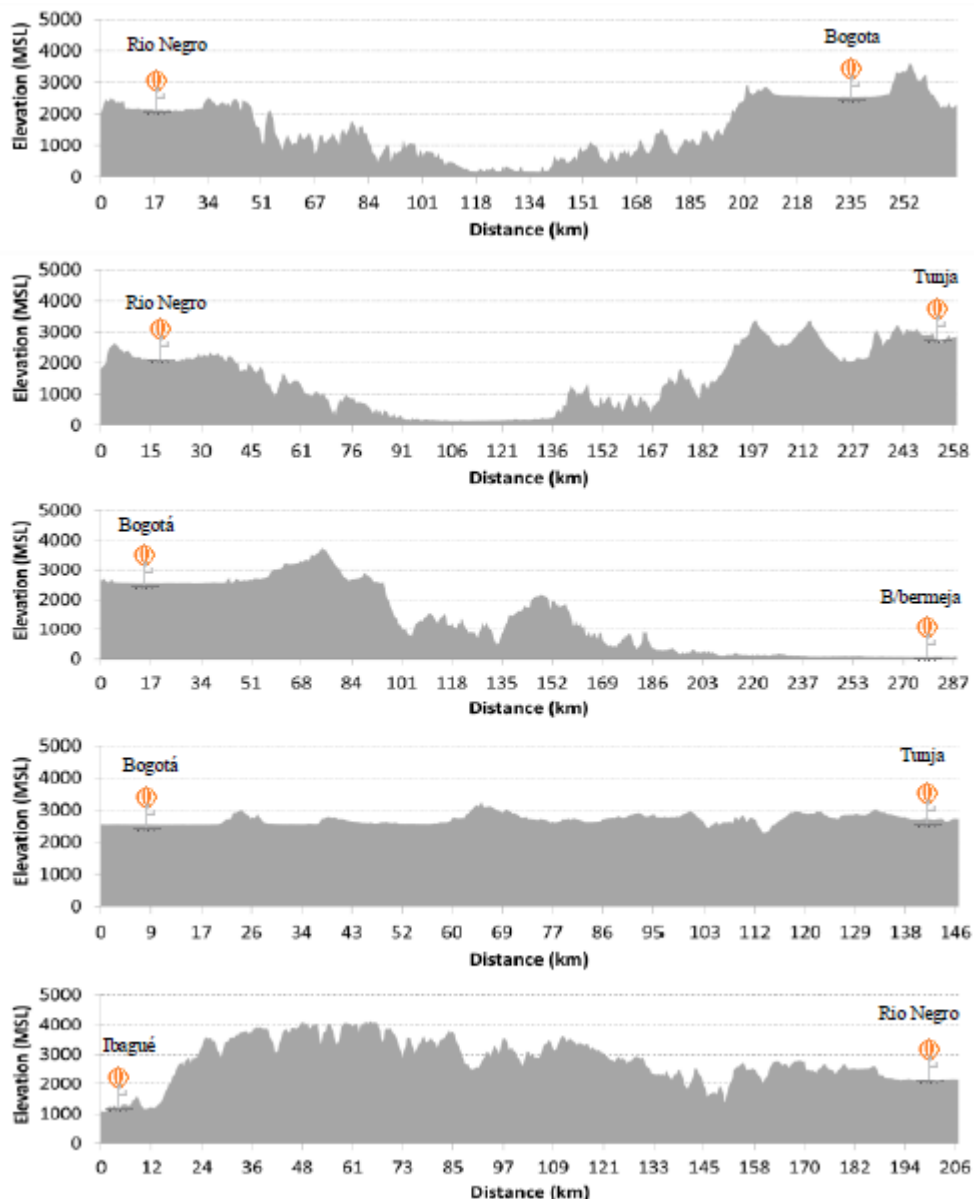 5000
4000
3000
2000
1000
0
Elevation (MSL)
Rio Negro
Bogota
0 17 34 51 67 84 101 118 134 151 168 185 202 218 235 252
Distance (km)
5000
4000
3000
2000
1000
0
Elevation (MSL)
Rio Negro
Tunja
0 15 30 45 61 76 91 106 121 136 152 167 182 197 212 227 243 258
Distance (km)
5000
4000
3000
2000
1000
0
Elevation (MSL)
Bogotá
B/bermeja
0 17 34 51 68 84 101 118 135 152 169 186 203 220 237 253 270 287
Distance (km)
5000
4000
3000
2000
1000
0
Elevation (MSL)
Bogotá
Tunja
0 9 17 26 34 43 52 60 69 77 86 95 103 112 120 129 138 146
Distance (km)
5000
4000
3000
2000
1000
0
Elevation (MSL)
Ibagué
Rio Negro
0 12 24 36 48 61 73 85 97 109 121 133 145 158 170 182 194 206
Distance (km)